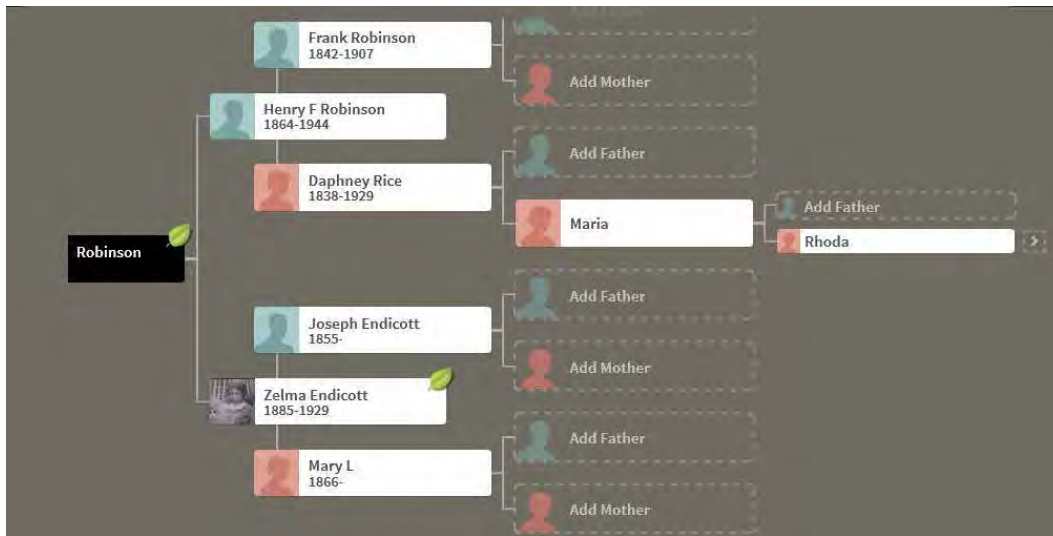 Frank Robinson
1842-1907
Add Mother
Henry F Robinson
1864-1944
Add Father
Daphney Rice
1838-1929
Maria
Add Father
Rhoda
Robinson
Add Father
Joseph Endicott
1855-
Add Mother
Zelma Endicott
1885-1929
Add Father
Mary L
1866-
Add Mother